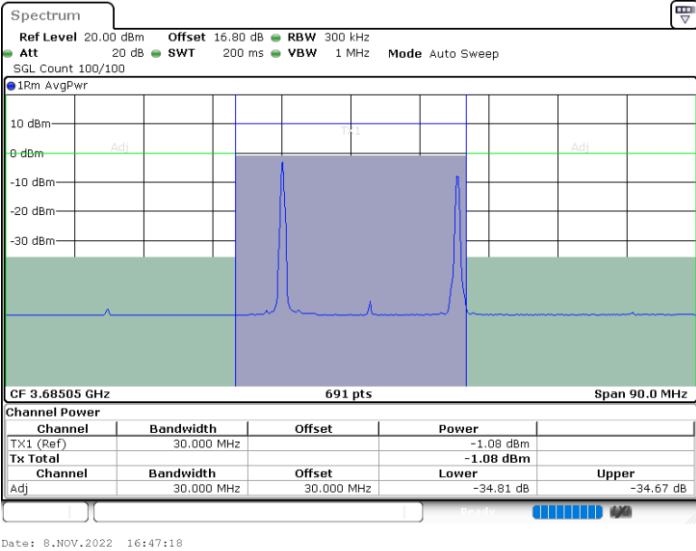 Spectrum
Ref Level 20.00 dBm Offset 16.80 dB RBW 300 kHz
Att 20 dB SWT 200 ms VBW 1 MHz Mode Auto Sweep
SGL Count 100/100
1Rm AvgPwr
10 dBm
TX1
Adj
Adj
0 dBm
-10 dBm
-20 dBm
-30 dBm
CF 3.68505 GHz 691 pts Span 90.0 MHz
Channel Power
Channel Bandwidth Offset Power
TX1 (Ref) 30.000 MHz -1.08 dBm
Tx Total -1.08 dBm
Channel Bandwidth Offset Lower Upper
Adj 30.000 MHz 30.000 MHz -34.81 dB -34.67 dB
Ready
Date: 8.NOV.2022 16:47:18